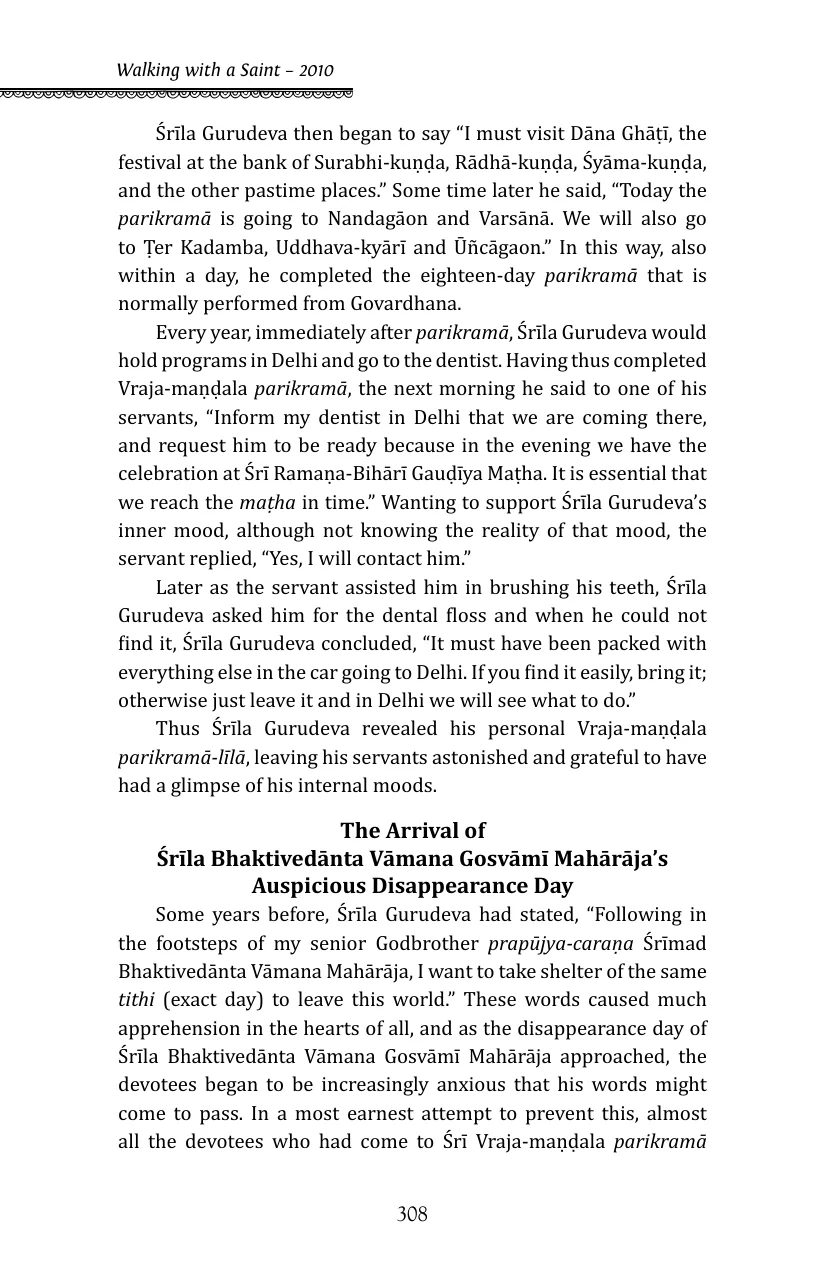 Walking with a Saint – 2010
Śrīla Gurudeva then began to say “I must visit Dāna Ghāṭī, the
festival at the bank of Surabhi-kuṇḍa, Rādhā-kuṇḍa, Śyāma-kuṇḍa,
and the other pastime places.” Some time later he said, “Today the
parikramā is going to Nandagāon and Varsānā. We will also go
to Ṭer Kadamba, Uddhava-kyārī and Ūñcāgaon.” In this way, also
within a day, he completed the eighteen-day parikramā that is
normally performed from Govardhana.
Every year, immediately after parikramā, Śrīla Gurudeva would
hold programs in Delhi and go to the dentist. Having thus completed
Vraja-maṇḍala parikramā, the next morning he said to one of his
servants, “Inform my dentist in Delhi that we are coming there,
and request him to be ready because in the evening we have the
celebration at Śrī Ramaṇa-Bihārī Gauḍīya Maṭha. It is essential that
we reach the maṭha in time.” Wanting to support Śrīla Gurudeva’s
inner mood, although not knowing the reality of that mood, the
servant replied, “Yes, I will contact him.”
Later as the servant assisted him in brushing his teeth, Śrīla
Gurudeva asked him for the dental floss and when he could not
find it, Śrīla Gurudeva concluded, “It must have been packed with
everything else in the car going to Delhi. If you find it easily, bring it;
otherwise just leave it and in Delhi we will see what to do.”
Thus Śrīla Gurudeva revealed his personal Vraja-maṇḍala
parikramā-līlā, leaving his servants astonished and grateful to have
had a glimpse of his internal moods.
The Arrival of
Śrīla Bhaktivedānta Vāmana Gosvāmī Mahārāja’s
Auspicious Disappearance Day
Some years before, Śrīla Gurudeva had stated, “Following in
the footsteps of my senior Godbrother prapūjya-caraṇa Śrīmad
Bhaktivedānta Vāmana Mahārāja, I want to take shelter of the same
tithi (exact day) to leave this world.” These words caused much
apprehension in the hearts of all, and as the disappearance day of
Śrīla Bhaktivedānta Vāmana Gosvāmī Mahārāja approached, the
devotees began to be increasingly anxious that his words might
come to pass. In a most earnest attempt to prevent this, almost
all the devotees who had come to Śrī Vraja-maṇḍala parikramā
308